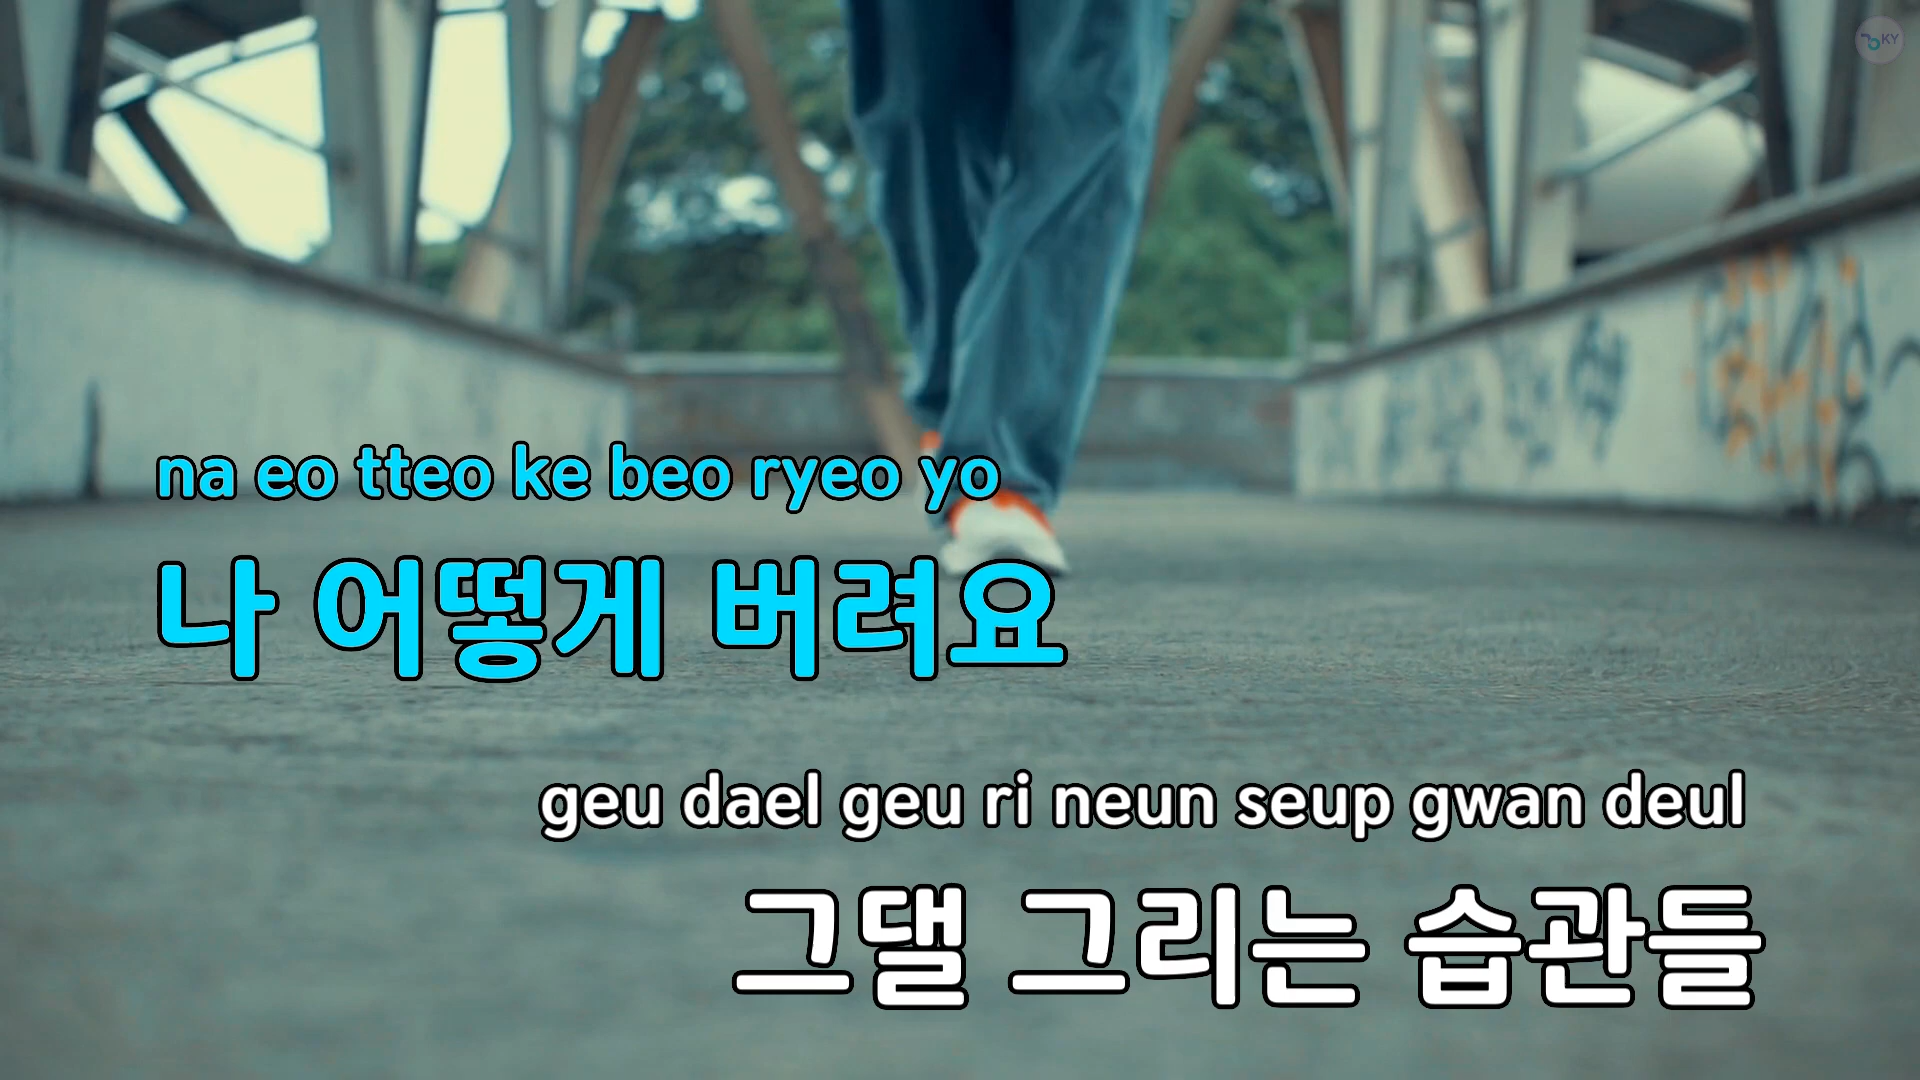 KY
na eo tteo ke beo ryeo yo
나 어떻게 버려요
geu dael geu ri neun seup gwan deul
그댈 그리는 습관들